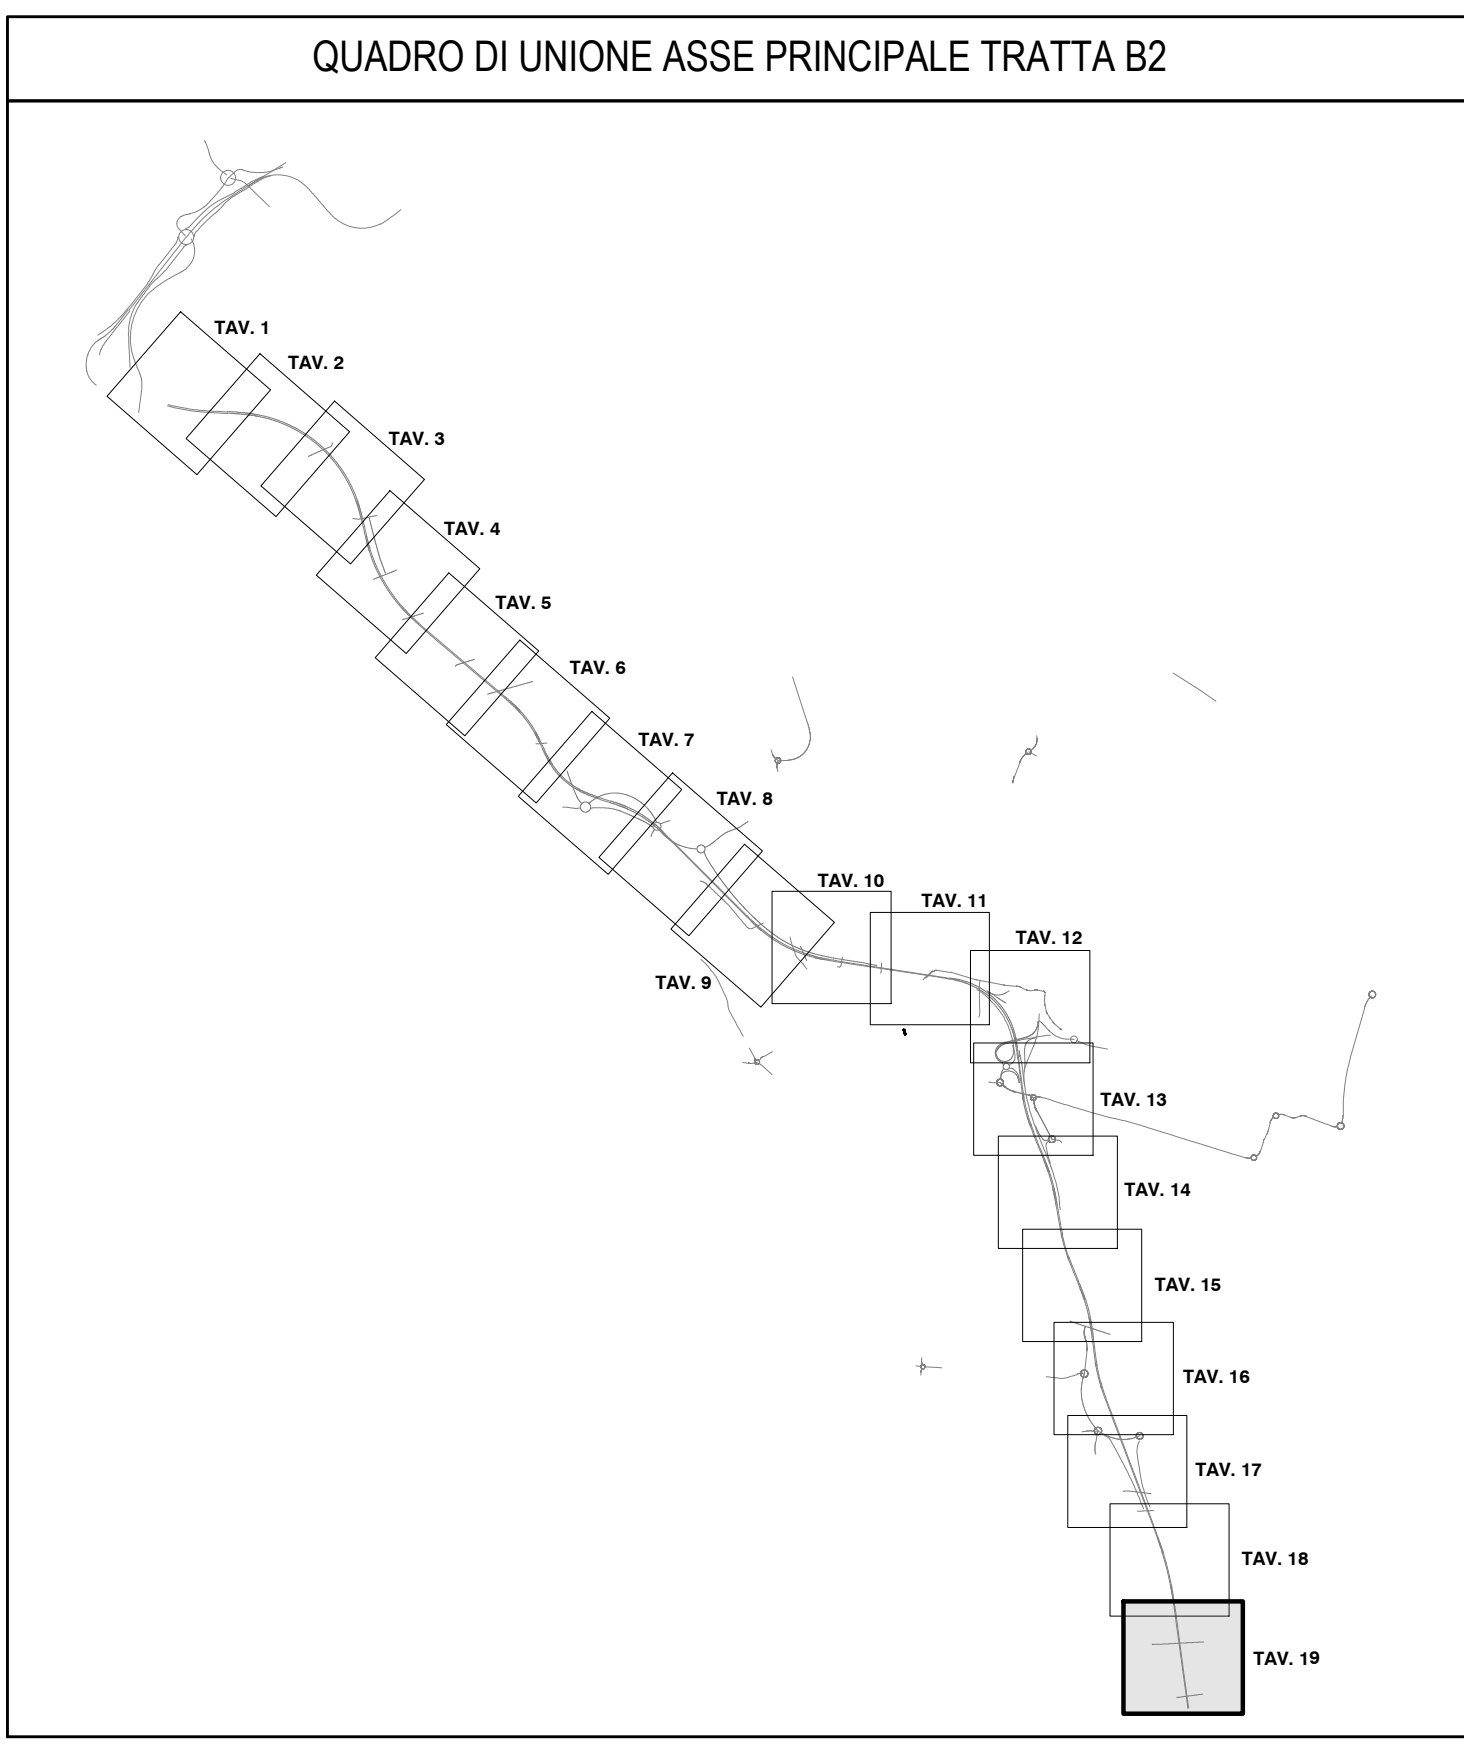 QUADRO DI UNIONE ASSE PRINCIPALE TRATTA B2
TAV. 1
TAV. 2
TAV. 3
TAV. 4
TAV. 5
TAV. 6
TAV. 7
TAV. 8
TAV. 10
TAV. 11
TAV. 12
TAV. 9
TAV. 13
TAV. 14
TAV. 15
TAV. 16
TAV. 17
TAV. 18
TAV. 19